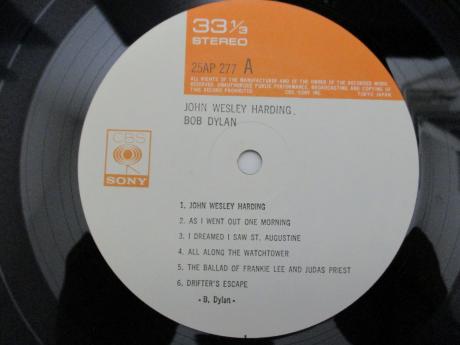 33 1/3
STEREO
25AP 277 A
ALL RIGHTS OF THE MANUFACTURER AND OF THE OWNER OF THE RECORDED WORK
RESERVED. UNAUTHORIZED PUBLIC PERFORMANCE, BROADCASTING AND COPYING OF
THIS RECORD PROHIBITED CBS/SONY INC. TOKYO JAPAN
JOHN WESLEY HARDING.
BOB DYLAN
CBS
SONY
1. JOHN WESLEY HARDING
2. AS I WENT OUT ONE MORNING
3. I DREAMED I SAW ST. AUGUSTINE
4. ALL ALONG THE WATCHTOWER
5. THE BALLAD OF FRANKIE LEE AND JUDAS PRIEST
6. DRIFTER'S ESCAPE
- B. Dylan -